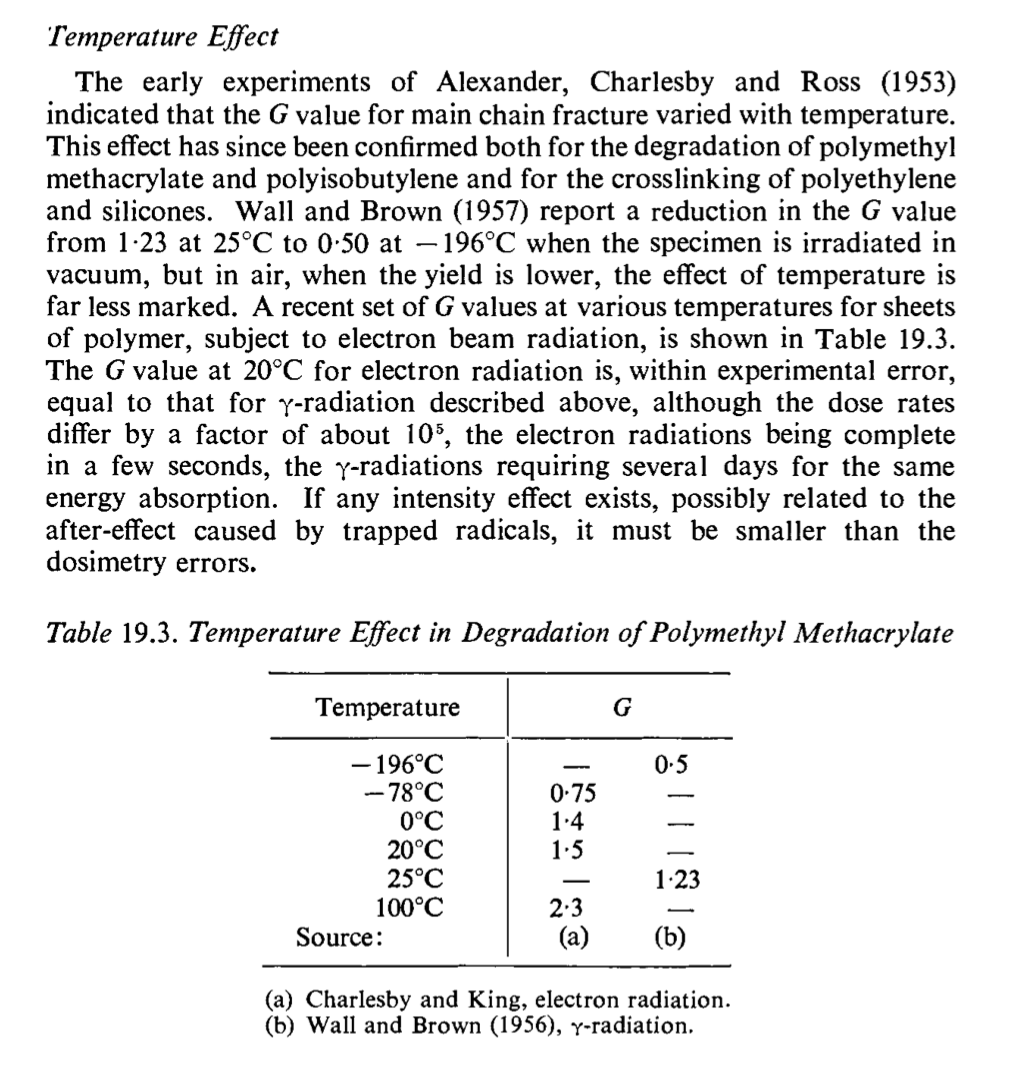 Temperature Effect
The early experiments of Alexander, Charlesby and Ross (1953)
indicated that the G value for main chain fracture varied with temperature.
This effect has since been confirmed both for the degradation of polymethyl
methacrylate and polyisobutylene and for the crosslinking of polyethylene
and silicones. Wall and Brown (1957) report a reduction in the G value
from 1·23 at 25°C to 0·50 at −196°C when the specimen is irradiated in
vacuum, but in air, when the yield is lower, the effect of temperature is
far less marked. A recent set of G values at various temperatures for sheets
of polymer, subject to electron beam radiation, is shown in Table 19.3.
The G value at 20°C for electron radiation is, within experimental error,
equal to that for γ-radiation described above, although the dose rates
differ by a factor of about 10⁵, the electron radiations being complete
in a few seconds, the γ-radiations requiring several days for the same
energy absorption. If any intensity effect exists, possibly related to the
after-effect caused by trapped radicals, it must be smaller than the
dosimetry errors.
Table 19.3. Temperature Effect in Degradation of Polymethyl Methacrylate
Temperature G
−196°C — 0·5
−78°C 0·75 —
0°C 1·4 —
20°C 1·5 —
25°C — 1·23
100°C 2·3 —
Source: (a) (b)
(a) Charlesby and King, electron radiation.
(b) Wall and Brown (1956), γ-radiation.